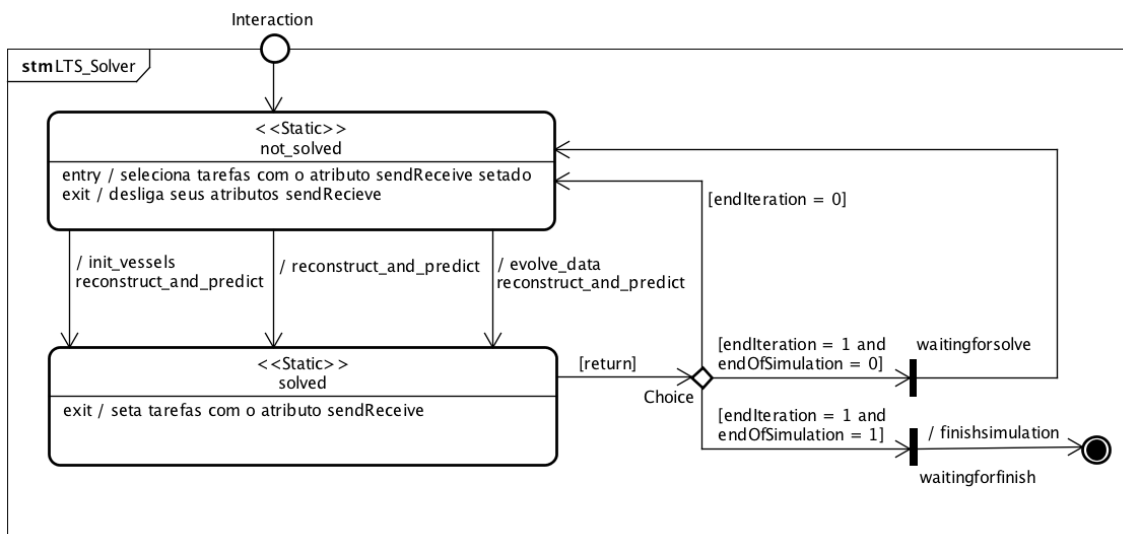 Interaction
stm LTS_Solver
<<Static>>
not_solved
entry / seleciona tarefas com o atributo sendReceive setado
exit / desliga seus atributos sendRecieve
[endIteration = 0]
/ init_vessels
reconstruct_and_predict
/ reconstruct_and_predict
/ evolve_data
reconstruct_and_predict
<<Static>>
solved
exit / seta tarefas com o atributo sendReceive
[return]
Choice
[endIteration = 1 and
endOfSimulation = 0]
waitingforsolve
[endIteration = 1 and
endOfSimulation = 1]
/ finishsimulation
waitingforfinish